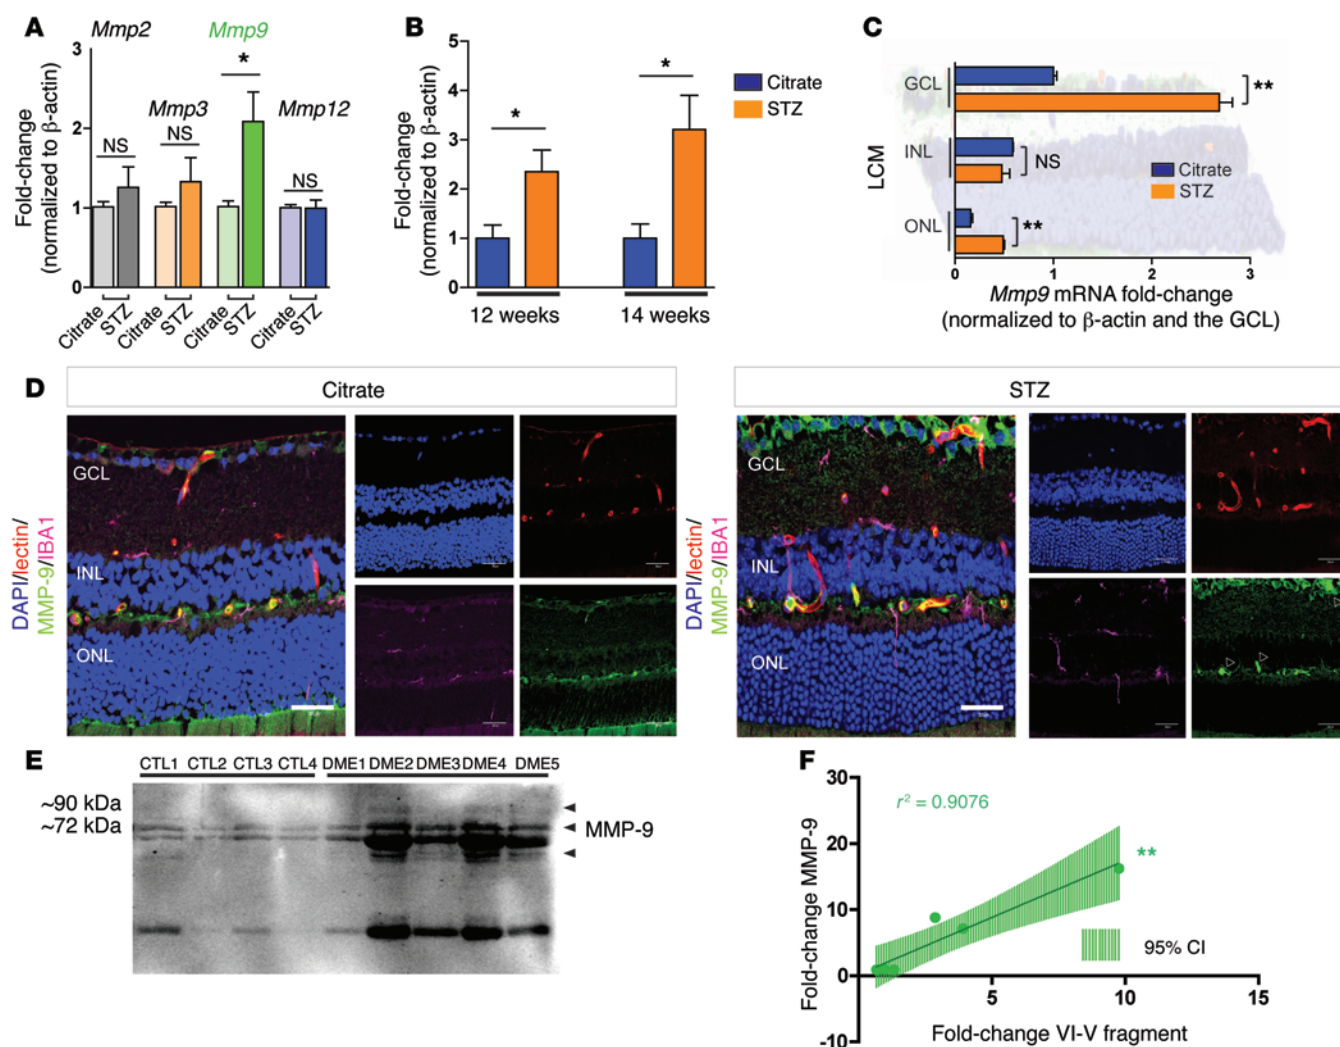 A
Mmp2
Mmp9
3
*
Mmp3
Mmp12
2
NS
NS
NS
1
0
Fold-change
(normalized to β-actin)
Citrate
STZ
Citrate
STZ
Citrate
STZ
Citrate
STZ
B
5
4
3
2
1
0
*
*
Fold-change
(normalized to β-actin)
12 weeks
14 weeks
Citrate
STZ
C
LCM
GCL
**
INL
NS
ONL
**
Citrate
STZ
0
1
2
3
Mmp9 mRNA fold-change
(normalized to β-actin and the GCL)
D
Citrate
DAPI/lectin/
MMP-9/IBA1
GCL
INL
ONL
STZ
DAPI/lectin/
MMP-9/IBA1
GCL
INL
ONL
E
CTL1 CTL2 CTL3 CTL4 DME1 DME2 DME3 DME4 DME5
~90 kDa
~72 kDa
MMP-9
F
30
20
10
0
-10
r² = 0.9076
**
95% CI
5
10
15
Fold-change MMP-9
Fold-change VI-V fragment